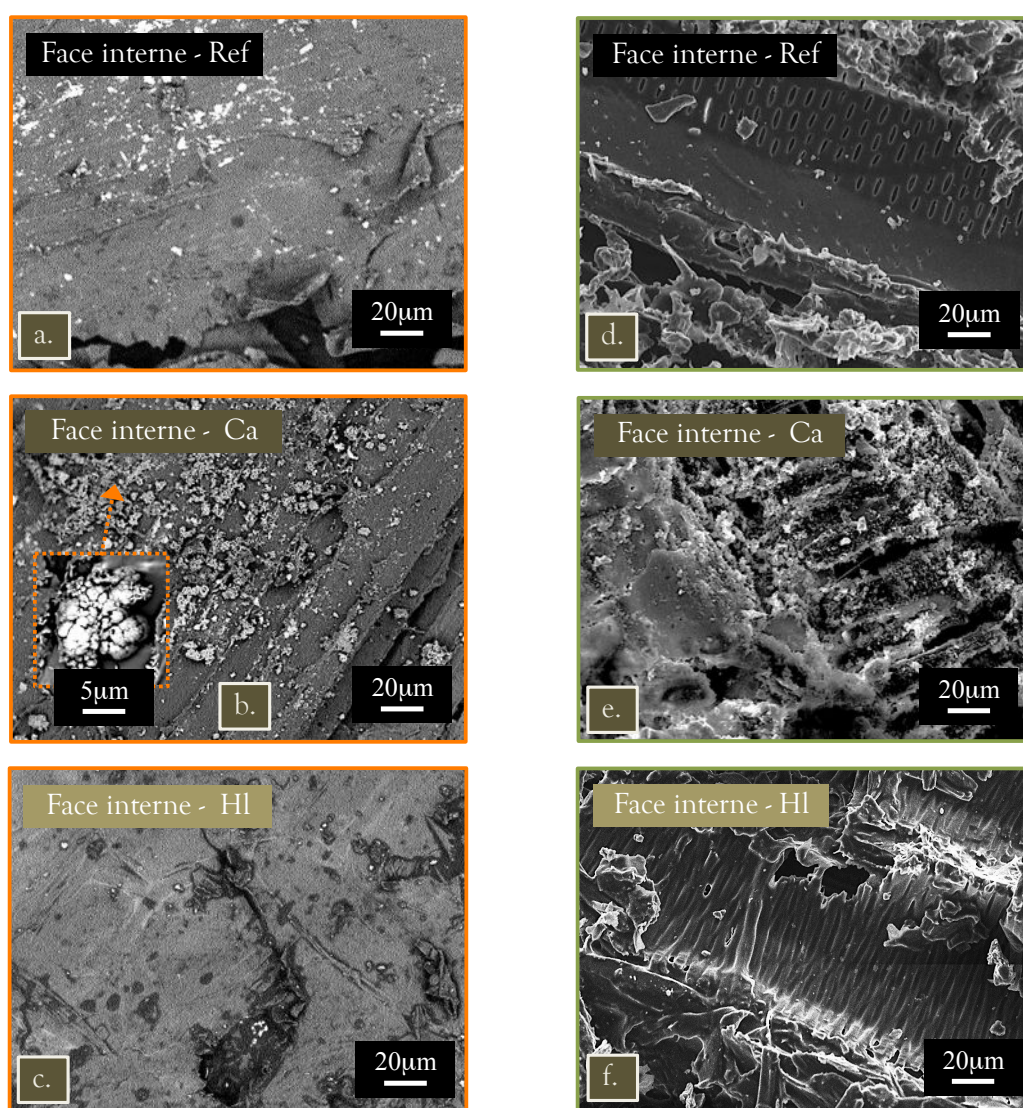 Face interne - Ref
20µm
a.
Face interne - Ref
20µm
d.
Face interne - Ca
5µm
b.
20µm
Face interne - Ca
20µm
e.
Face interne - Hl
20µm
c.
Face interne - Hl
20µm
f.